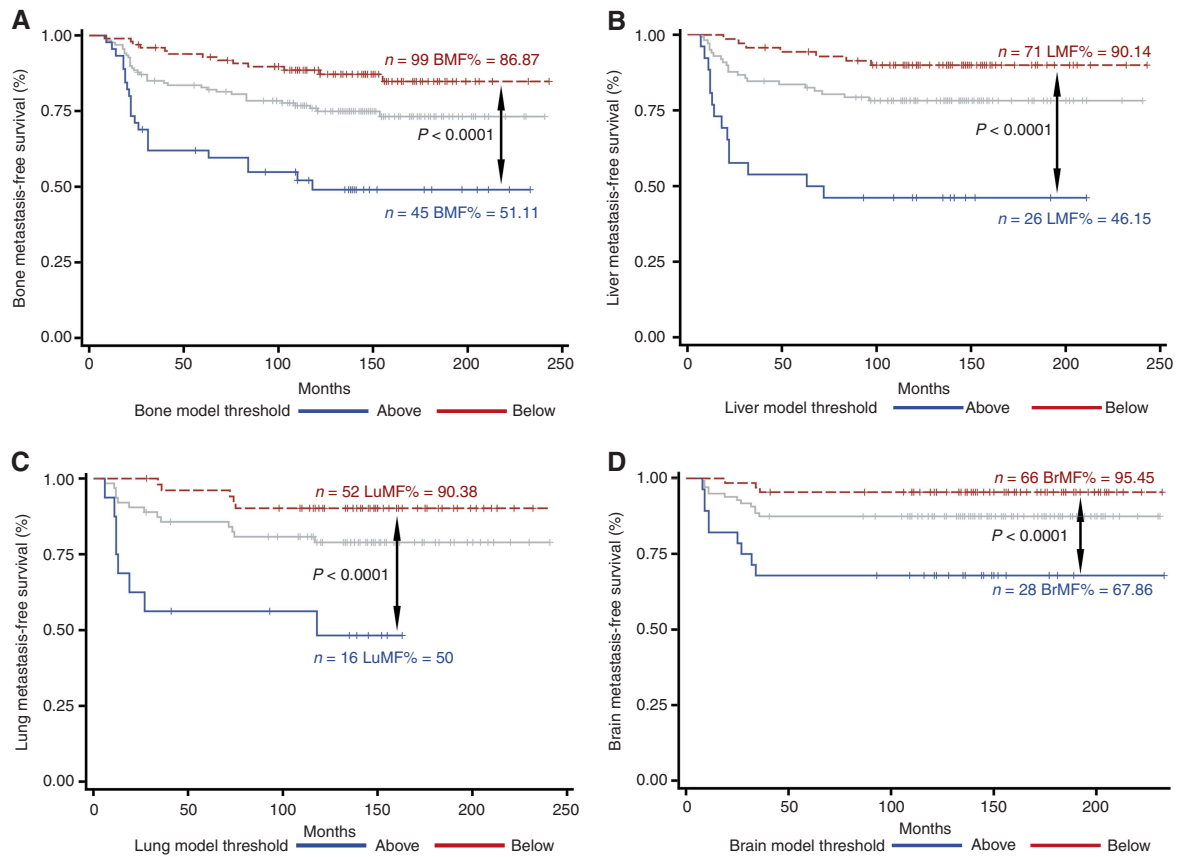 A
Bone metastasis-free survival (%)
1.00
0.75
0.50
0.25
0.00
n = 99 BMF% = 86.87
P < 0.0001
n = 45 BMF% = 51.11
0 50 100 150 200 250
Months
Bone model threshold Above Below
B
Liver metastasis-free survival (%)
1.00
0.75
0.50
0.25
0.00
n = 71 LMF% = 90.14
P < 0.0001
n = 26 LMF% = 46.15
0 50 100 150 200 250
Months
Liver model threshold Above Below
C
Lung metastasis-free survival (%)
1.00
0.75
0.50
0.25
0.00
n = 52 LuMF% = 90.38
P < 0.0001
n = 16 LuMF% = 50
0 50 100 150 200 250
Months
Lung model threshold Above Below
D
Brain metastasis-free survival (%)
1.00
0.75
0.50
0.25
0.00
n = 66 BrMF% = 95.45
P < 0.0001
n = 28 BrMF% = 67.86
0 50 100 150 200
Months
Brain model threshold Above Below